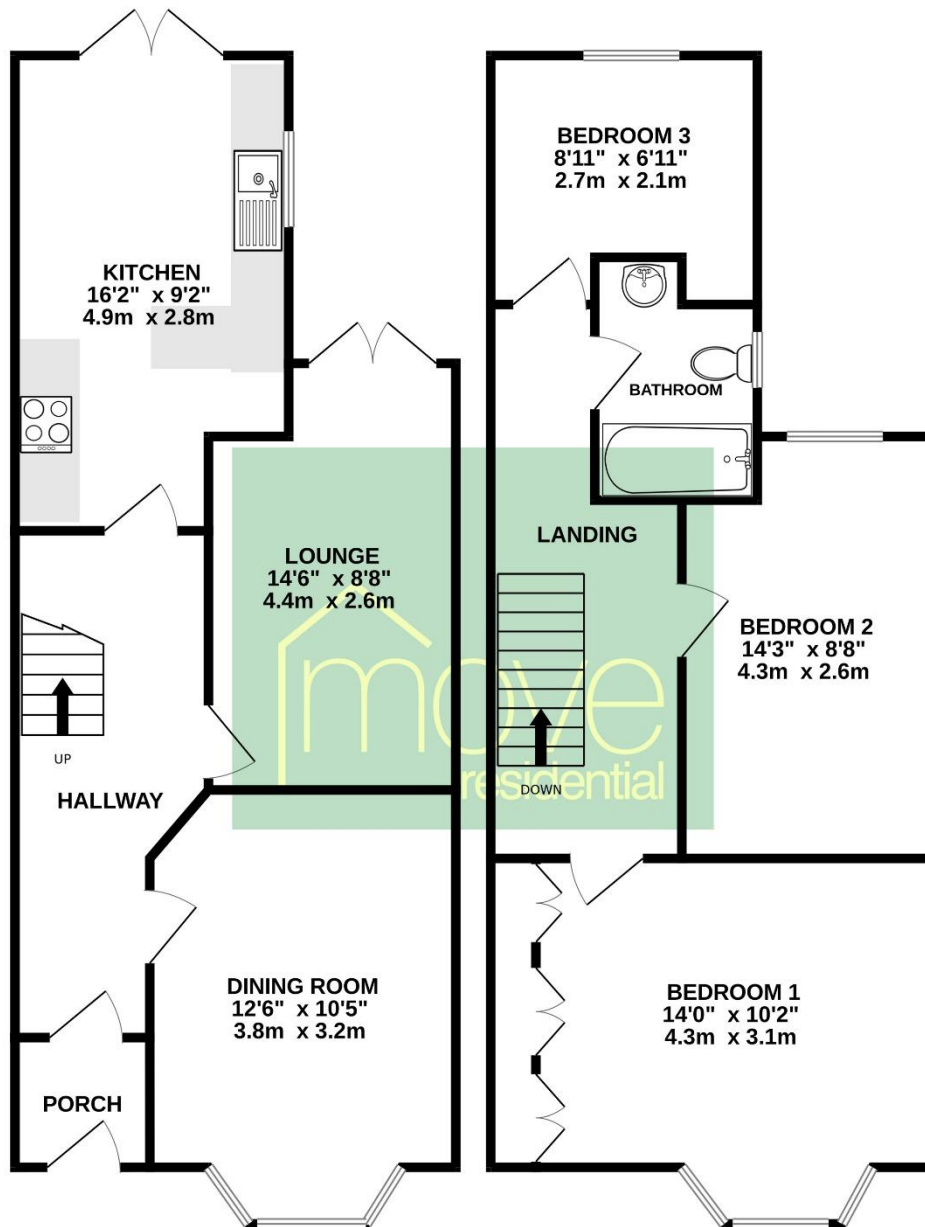 KITCHEN
16'2" x 9'2"
4.9m x 2.8m
LOUNGE
14'6" x 8'8"
4.4m x 2.6m
UP
HALLWAY
DINING ROOM
12'6" x 10'5"
3.8m x 3.2m
PORCH
BEDROOM 3
8'11" x 6'11"
2.7m x 2.1m
BATHROOM
LANDING
BEDROOM 2
14'3" x 8'8"
4.3m x 2.6m
DOWN
BEDROOM 1
14'0" x 10'2"
4.3m x 3.1m
move
residential